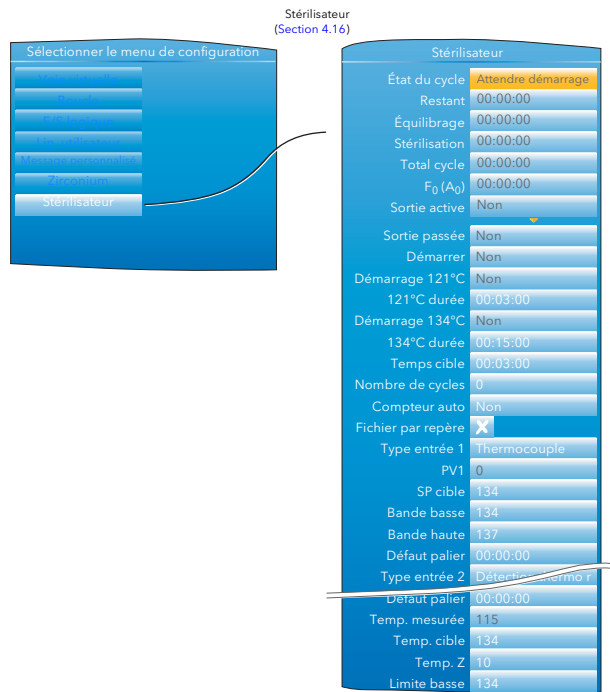 Stérilisateur
(Section 4.16)
Sélectionner le menu de configuration
Message personnalisé
Zirconium
Stérilisateur
Stérilisateur
État du cycle Attendre démarrage
Restant 00:00:00
Équilibrage 00:00:00
Stérilisation 00:00:00
Total cycle 00:00:00
F0 (A0) 00:00:00
Sortie active Non
Sortie passée Non
Démarrer Non
Démarrage 121°C Non
121°C durée 00:03:00
Démarrage 134°C Non
134°C durée 00:15:00
Temps cible 00:03:00
Nombre de cycles 0
Compteur auto Non
Fichier par repère
Type entrée 1 Thermocouple
PV1 0
SP cible 134
Bande basse 134
Bande haute 137
Défaut palier 00:00:00
Type entrée 2 Détection thermo r
Défaut palier 00:00:00
Temp. mesurée 115
Temp. cible 134
Temp. Z 10
Limite basse 134